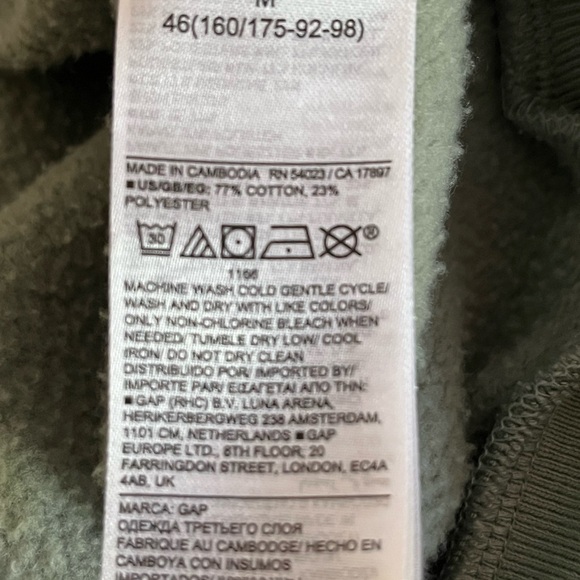 M
46(160/175-92-98)
MADE IN CAMBODIA RN 54023 / CA 17897
■ US/GB/EG: 77% COTTON, 23%
POLYESTER
30 ®
1166
MACHINE WASH COLD GENTLE CYCLE/
WASH AND DRY WITH LIKE COLORS/
ONLY NON-CHLORINE BLEACH WHEN
NEEDED/ TUMBLE DRY LOW/ COOL
IRON/ DO NOT DRY CLEAN
DISTRIBUIDO POR/ IMPORTED BY/
IMPORTE PAR/ ΕΙΣΑΓΕΤΑΙ ΑΠΟ ΤΗΝ:
■ GAP (RHC) B.V. LUNA ARENA,
HERIKERBERGWEG 238 AMSTERDAM,
1101 CM, NETHERLANDS ■ GAP
EUROPE LTD., 6TH FLOOR, 20
FARRINGDON STREET, LONDON, EC4A
4AB, UK
MARCA: GAP
ОДЕЖДА ТРЕТЬЕГО СЛОЯ
FABRIQUE AU CAMBODGE/ HECHO EN
CAMBOYA CON INSUMOS